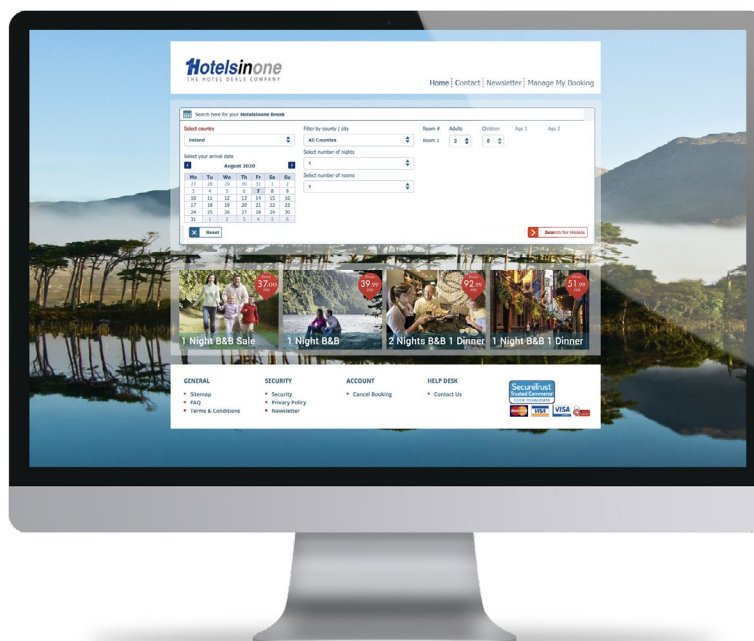 Hotelsinone
THE HOTEL DEALS COMPANY
Home Contact Newsletter Manage My Booking
Search here for your Hotelsinone Break
Select country
Ireland
Filter by county / city
All Counties
Room # Adults Children Age 1 Age 2
Room 1 2 0
Select your arrival date
August 2020
Mo Tu We Th Fr Sa Su
27 28 29 30 31 1 2
3 4 5 6 7 8 9
10 11 12 13 14 15 16
17 18 19 20 21 22 23
24 25 26 27 28 29 30
31 1 2 3 4 5 6
Select number of nights
1
Select number of rooms
1
Reset
Search for Hotels
37.00
1 Night B&B Sale
39.99
1 Night B&B
92.99
2 Nights B&B 1 Dinner
51.99
1 Night B&B 1 Dinner
GENERAL
Sitemap
FAQ
Terms & Conditions
SECURITY
Security
Privacy Policy
Newsletter
ACCOUNT
Cancel Booking
HELP DESK
Contact Us
SecureTrust
Trusted Commerce
CLICK TO VALIDATE
MasterCard
VISA
VISA